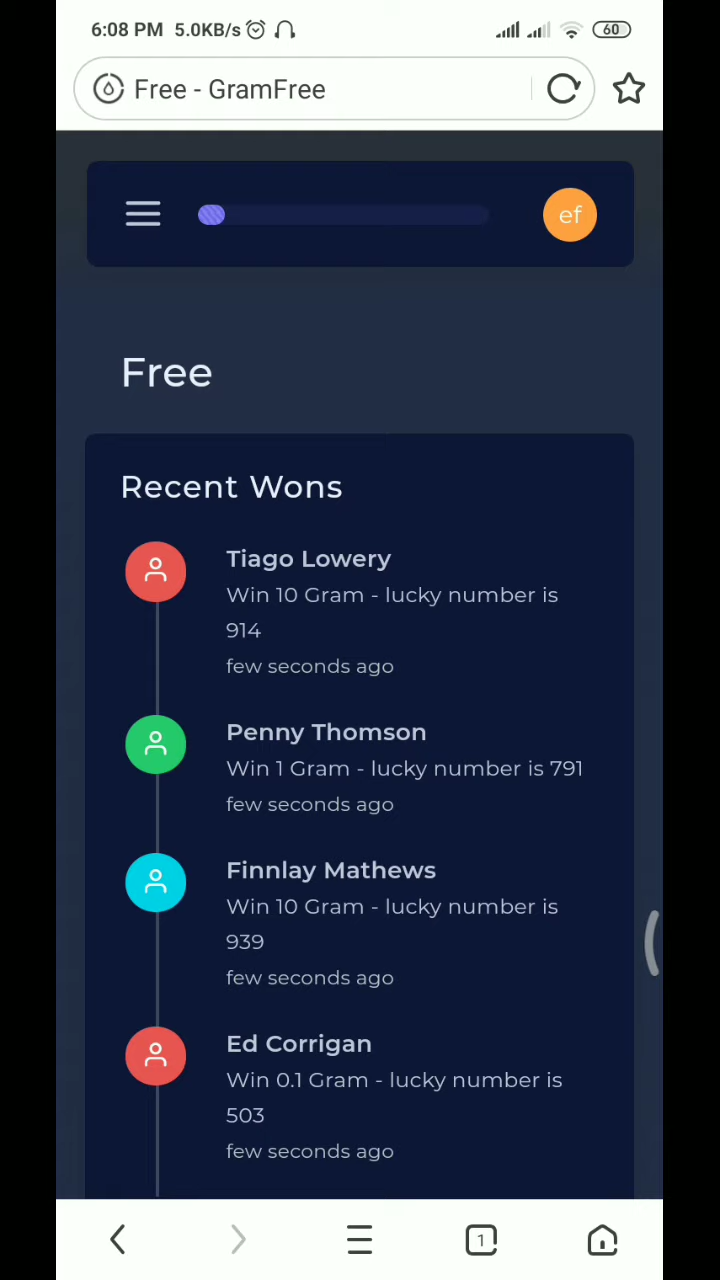 6:08 PM 5.0KB/s 60
Free - GramFree
ef
Free
Recent Wons
Tiago Lowery
Win 10 Gram - lucky number is
914
few seconds ago
Penny Thomson
Win 1 Gram - lucky number is 791
few seconds ago
Finnlay Mathews
Win 10 Gram - lucky number is
939
few seconds ago
Ed Corrigan
Win 0.1 Gram - lucky number is
503
few seconds ago
1